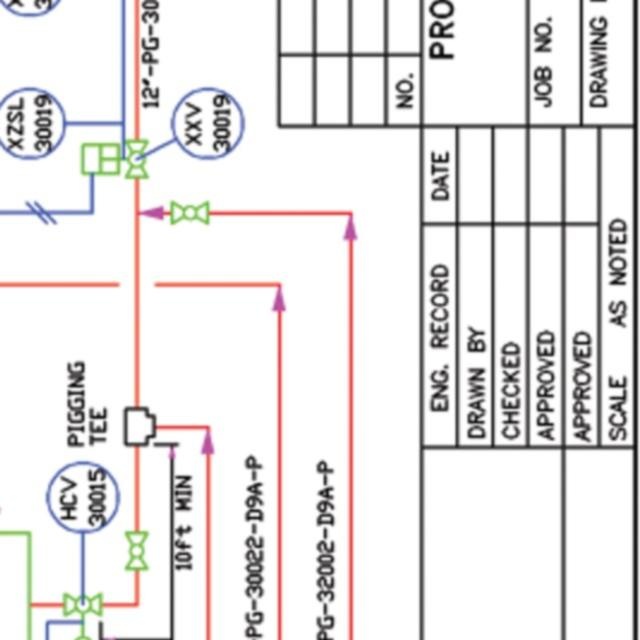 XZSL
30019
12"-PG-30
XXV
30019
PIGGING
TEE
HCV
30015
10ft MIN
PG-30022-D9A-P
PG-32002-D9A-P
NO.
PRO
JOB NO.
DRAWING
ENG. RECORD
DATE
DRAWN BY
CHECKED
APPROVED
APPROVED
SCALE AS NOTED